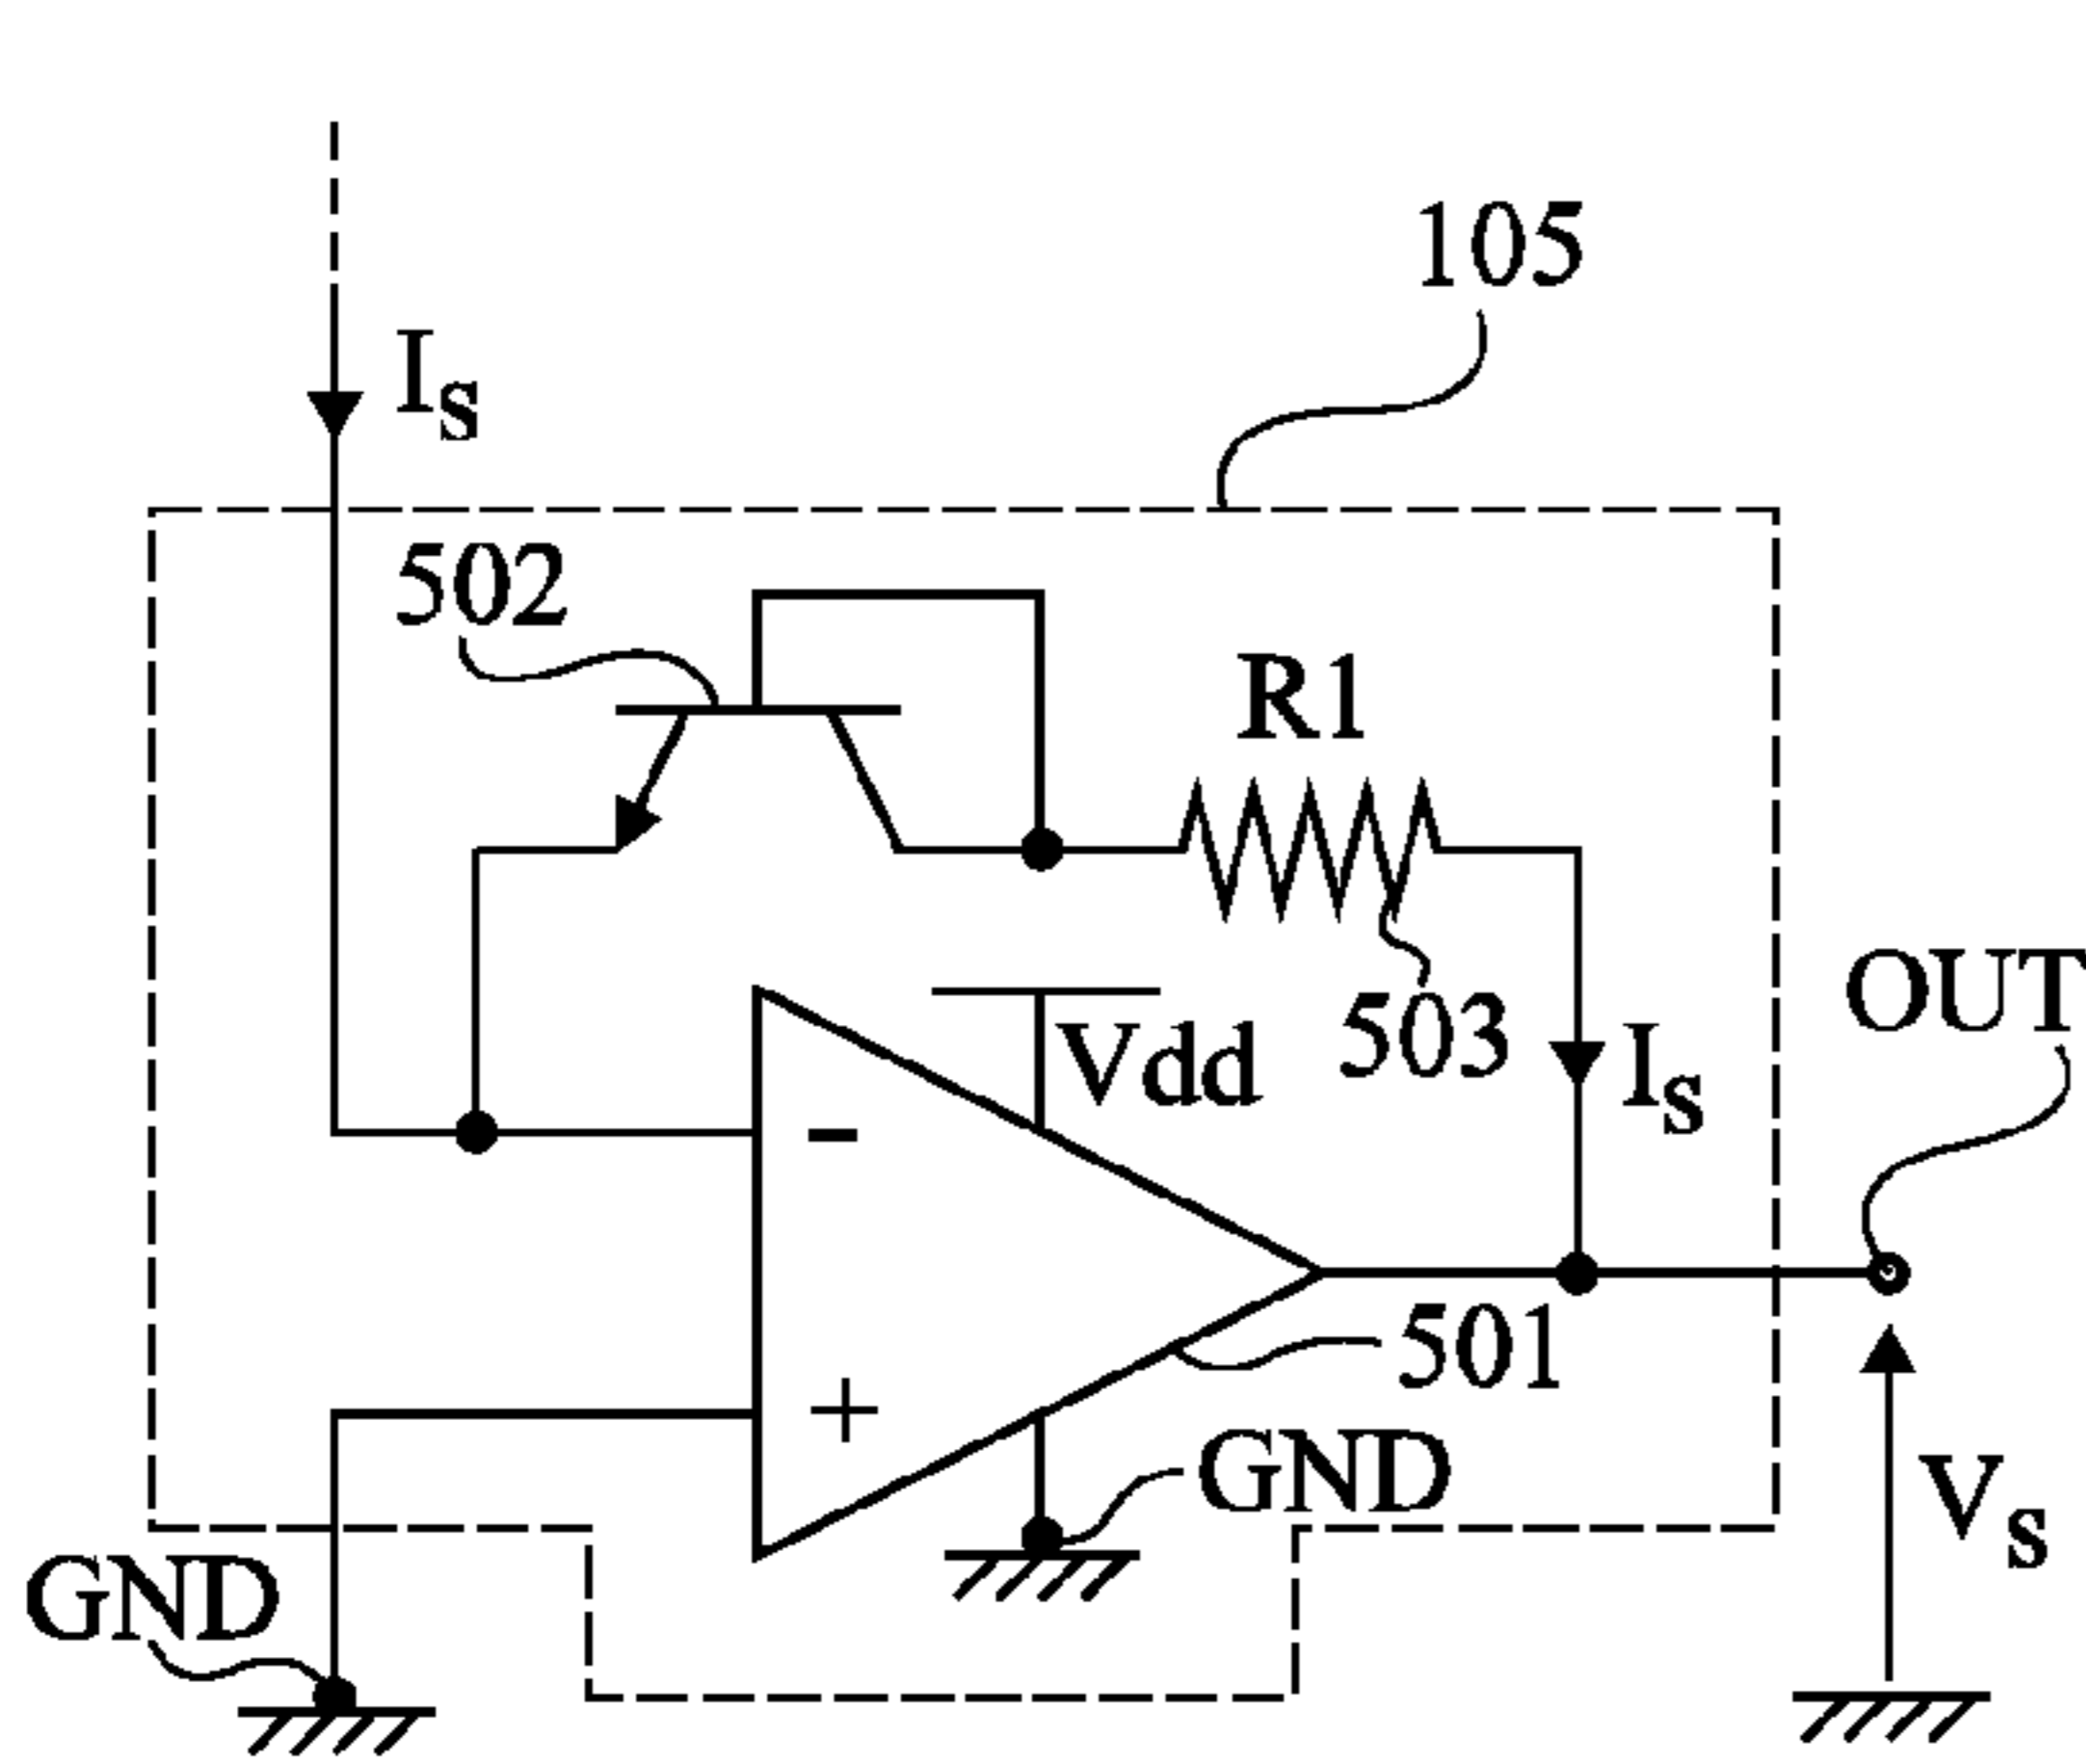 105
Is
502
R1
OUT
Vdd
503
Is
-
+
501
GND
Vs
GND